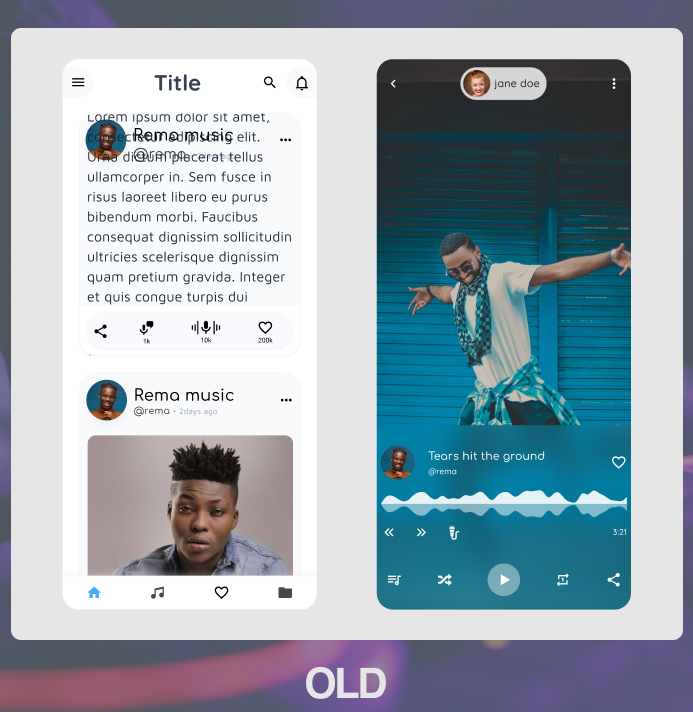 Title
jane doe
Lorem ipsum dolor sit amet,
Rema music
consectetur adipiscing elit.
@rema
Urna dictum placerat tellus
ullamcorper in. Sem fusce in
risus laoreet libero eu purus
bibendum morbi. Faucibus
consequat dignissim sollicitudin
ultricies scelerisque dignissim
quam pretium gravida. Integer
et quis congue turpis dui
1k
10k
200k
Rema music
@rema • 2days ago
Tears hit the ground
@rema
3:21
OLD